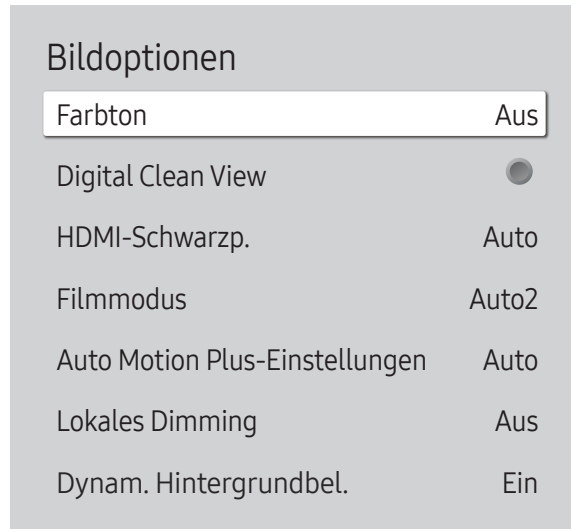 Bildoptionen
Farbton Aus
Digital Clean View
HDMI-Schwarzp. Auto
Filmmodus Auto2
Auto Motion Plus-Einstellungen Auto
Lokales Dimming Aus
Dynam. Hintergrundbel. Ein